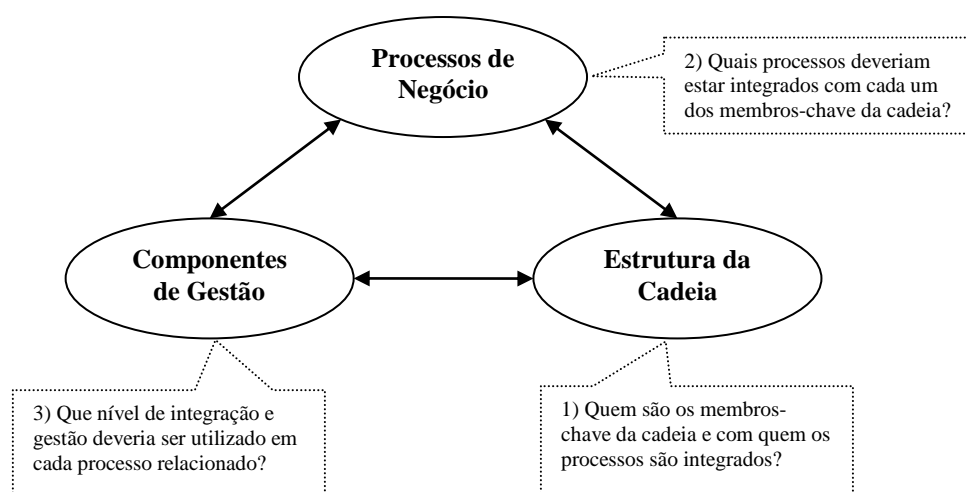 Processos de
Negócio
2) Quais processos deveriam
estar integrados com cada um
dos membros-chave da cadeia?
Componentes
de Gestão
Estrutura da
Cadeia
3) Que nível de integração e
gestão deveria ser utilizado em
cada processo relacionado?
1) Quem são os membros-
chave da cadeia e com quem os
processos são integrados?